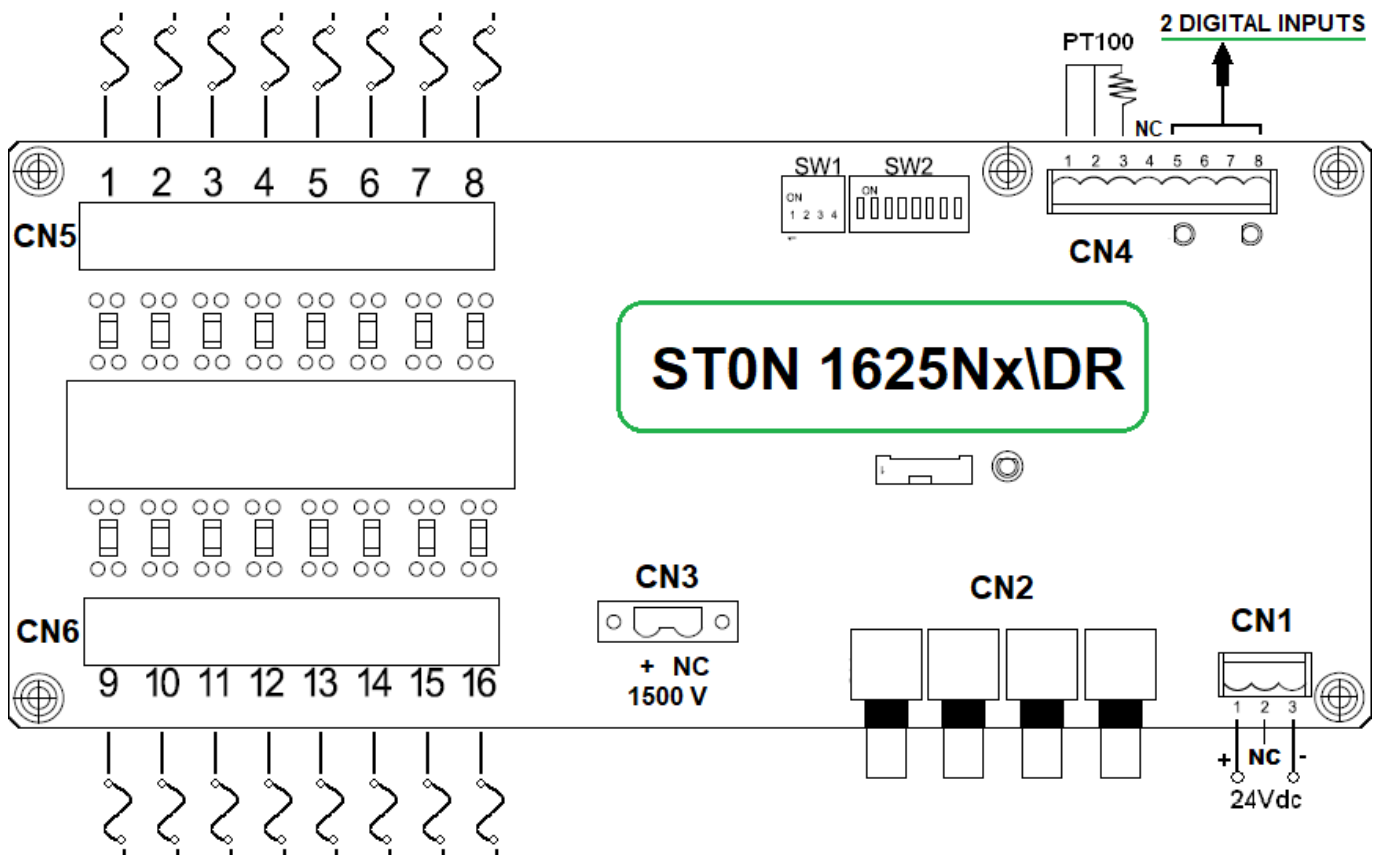 2 DIGITAL INPUTS
PT100
NC
1 2 3 4 5 6 7 8
1 2 3 4 5 6 7 8
SW1 SW2
ON ON
1 2 3 4
CN5
CN4
ST0N 1625Nx\DR
CN3
CN2
CN1
CN6
+ NC
1500 V
9 10 11 12 13 14 15 16
1 2 3
+ NC -
24Vdc